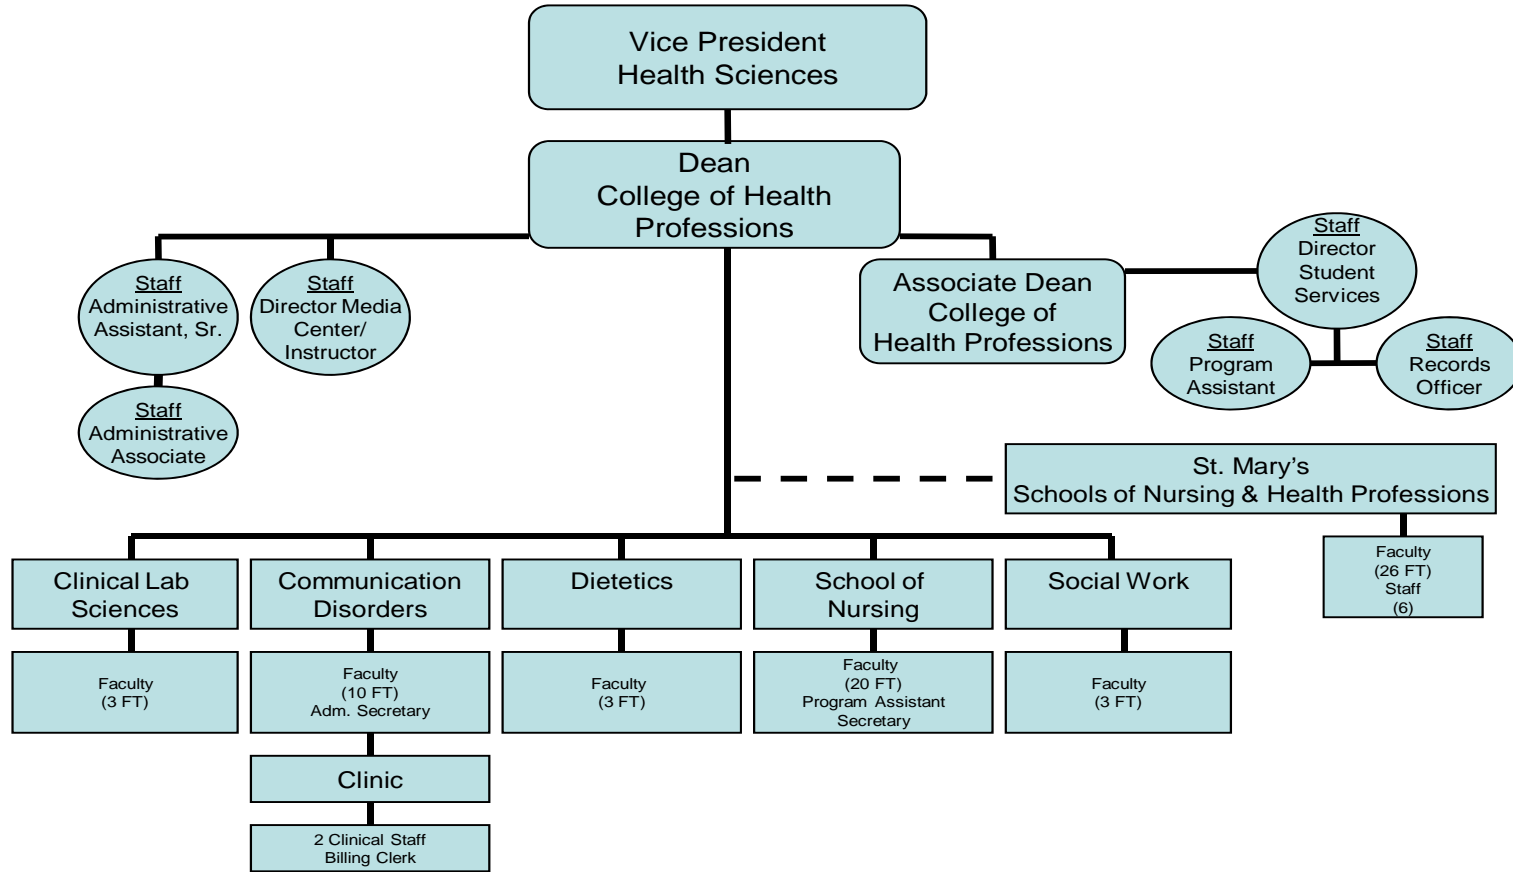 Vice President
Health Sciences
Dean
College of Health
Professions
Staff
Administrative
Assistant, Sr.
Staff
Director Media
Center/
Instructor
Staff
Administrative
Associate
Associate Dean
College of
Health Professions
Staff
Director
Student
Services
Staff
Program
Assistant
Staff
Records
Officer
St. Mary’s
Schools of Nursing & Health Professions
Faculty
(26 FT)
Staff
(6)
Clinical Lab
Sciences
Communication
Disorders
Dietetics
School of
Nursing
Social Work
Faculty
(3 FT)
Faculty
(10 FT)
Adm. Secretary
Faculty
(3 FT)
Faculty
(20 FT)
Program Assistant
Secretary
Faculty
(3 FT)
Clinic
2 Clinical Staff
Billing Clerk